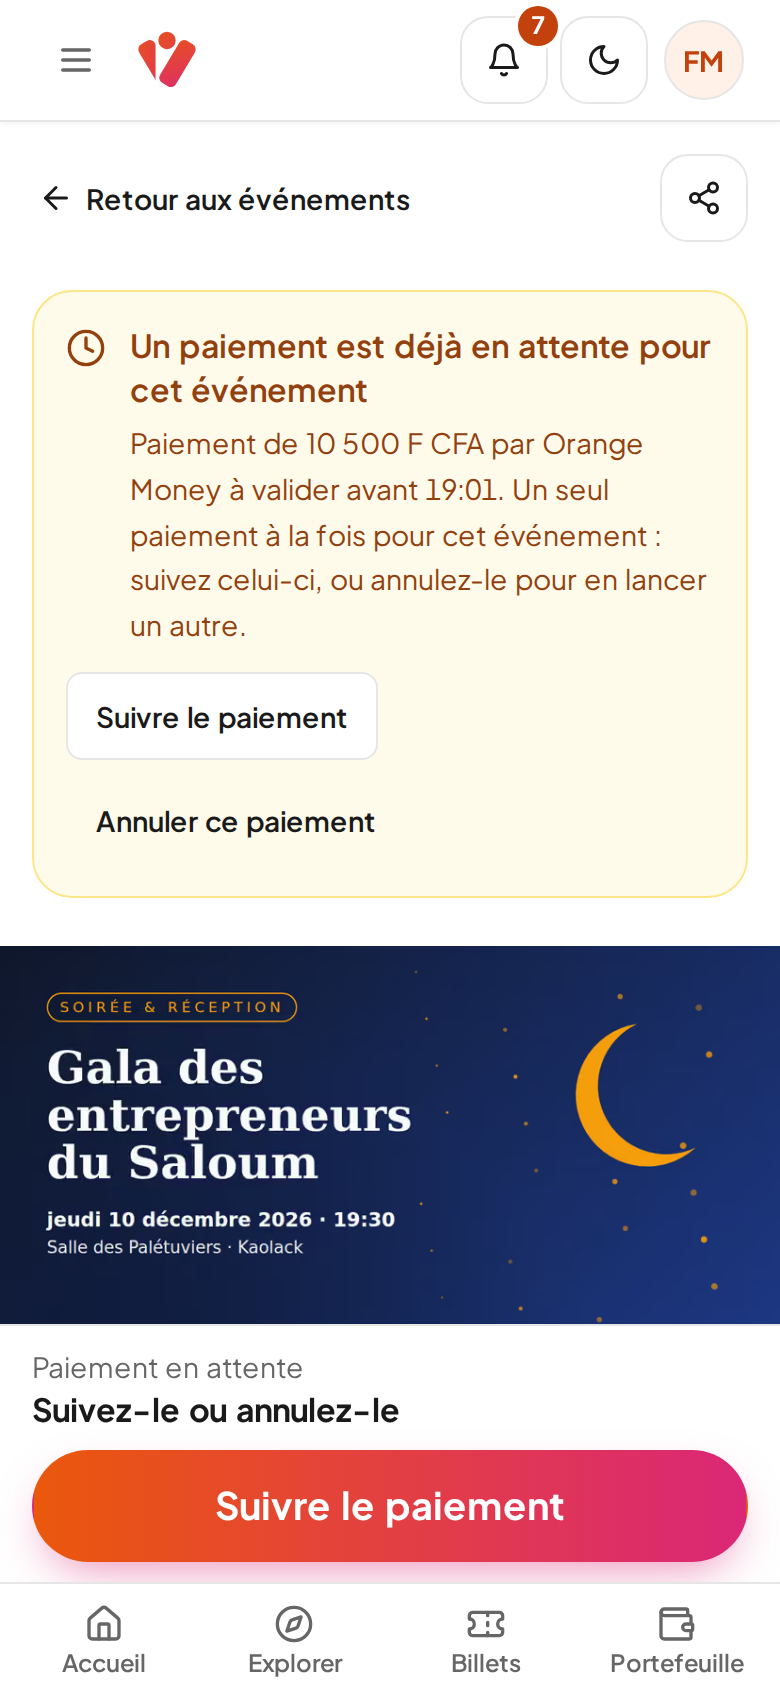 7
FM
Retour aux événements
Un paiement est déjà en attente pour
cet événement
Paiement de 10 500 F CFA par Orange
Money à valider avant 19:01. Un seul
paiement à la fois pour cet événement :
suivez celui-ci, ou annulez-le pour en lancer
un autre.
Suivre le paiement
Annuler ce paiement
SOIRÉE & RÉCEPTION
Gala des
entrepreneurs
du Saloum
jeudi 10 décembre 2026 · 19:30
Salle des Palétuviers · Kaolack
Paiement en attente
Suivez-le ou annulez-le
Suivre le paiement
Accueil
Explorer
Billets
Portefeuille